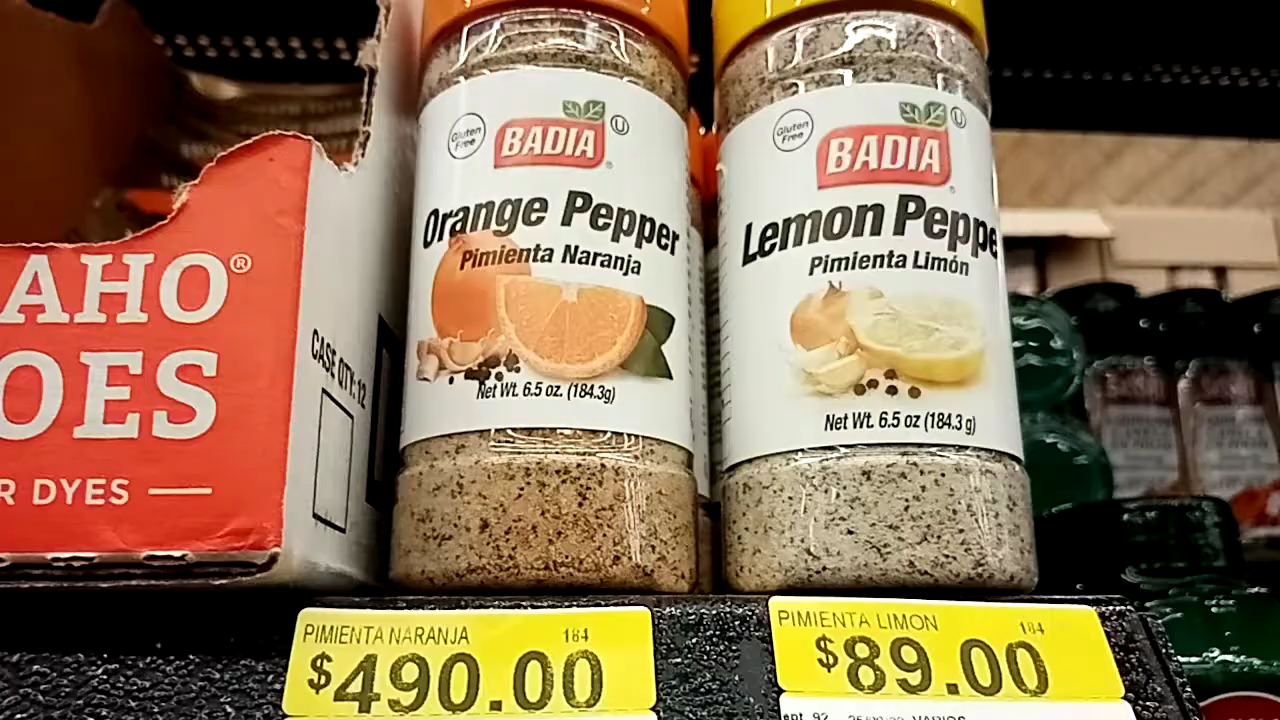 AHO®
OES
R DYES
CASE QTY: 12
Gluten Free
BADIA
Orange Pepper
Pimienta Naranja
Net Wt. 6.5 oz. (184.3g)
Gluten Free
BADIA
Lemon Peppe
Pimienta Limón
Net Wt. 6.5 oz (184.3 g)
PIMIENTA NARANJA 184
$490.00
PIMIENTA LIMON 184
$89.00